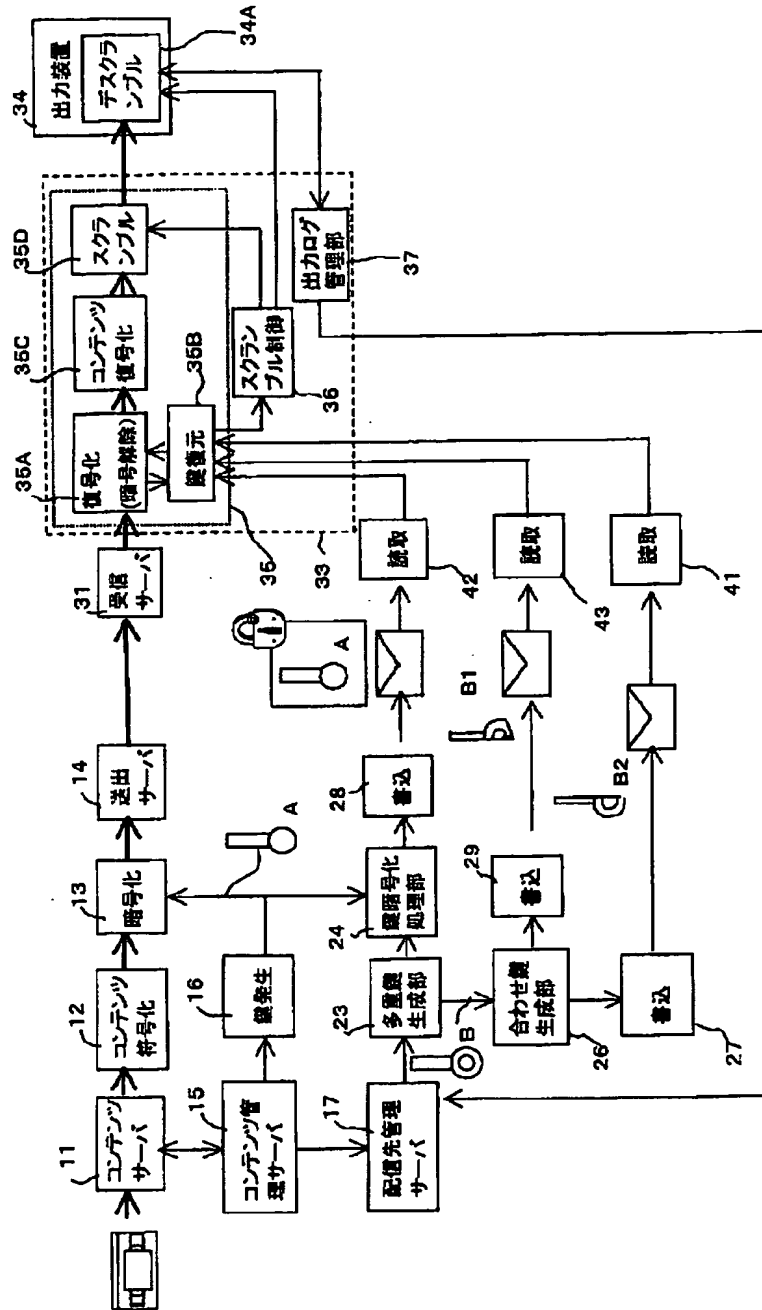 34
出力装置
デスクラ
ンブル
34A
35D
スクラ
ンブル
35C
コンテンツ
復号化
35A
復号化
(暗号解除)
35B
鍵復元
スクラン
ブル制御
36
出力ログ
管理部
37
35
33
31
受信
サーバ
14
送出
サーバ
13
暗号化
12
コンテンツ
符号化
11
コンテンツ
サーバ
15
コンテンツ管
理サーバ
16
鍵発生
A
17
配信先管理
サーバ
23
多重鍵
生成部
B
24
鍵暗号化
処理部
28
書込
A
読取
42
26
合わせ鍵
生成部
29
書込
B1
読取
43
書込
27
B2
読取
41